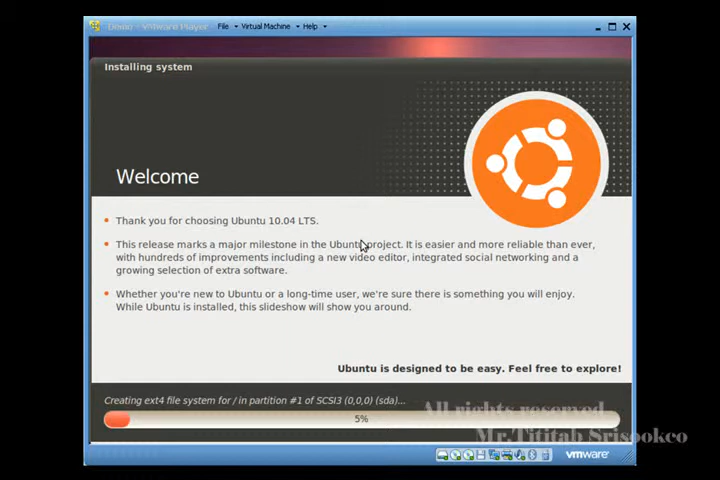 Demo - VMware Player File Virtual Machine Help
Installing system
Welcome
Thank you for choosing Ubuntu 10.04 LTS.
This release marks a major milestone in the Ubuntu project. It is easier and more reliable than ever,
with hundreds of improvements including a new video editor, integrated social networking and a
growing selection of extra software.
Whether you're new to Ubuntu or a long-time user, we're sure there is something you will enjoy.
While Ubuntu is installed, this slideshow will show you around.
Ubuntu is designed to be easy. Feel free to explore!
Creating ext4 file system for / in partition #1 of SCSI3 (0,0,0) (sda)...
5%
All rights reserved
Mr.Tititab Srisookco
vmware